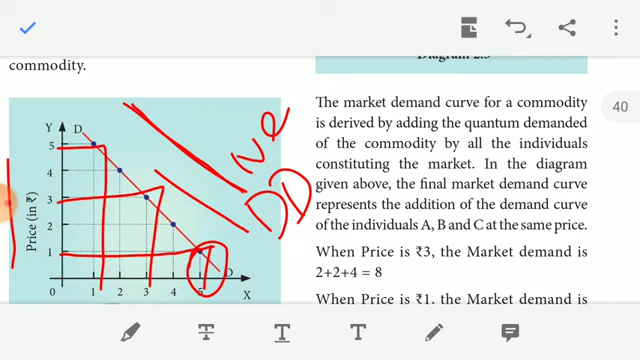 commodity.
Y
D
5
4
3
2
1
Price (in ₹)
0 1 2 3 4 5
D
X
ve
DD
The market demand curve for a commodity
is derived by adding the quantum demanded
of the commodity by all the individuals
constituting the market. In the diagram
given above, the final market demand curve
represents the addition of the demand curve
of the individuals A, B and C at the same price.
When Price is ₹3, the Market demand is
2+2+4 = 8
When Price is ₹1, the Market demand is
40